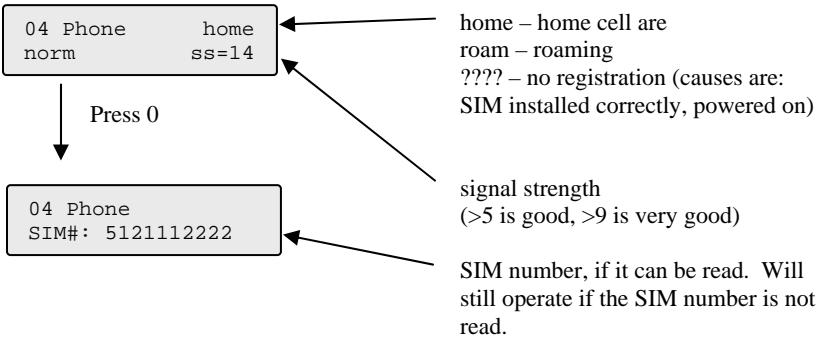 04 Phone home
norm ss=14
Press 0
04 Phone
SIM#: 5121112222
home – home cell are
roam – roaming
???? – no registration (causes are:
SIM installed correctly, powered on)
signal strength
(>5 is good, >9 is very good)
SIM number, if it can be read. Will
still operate if the SIM number is not
read.